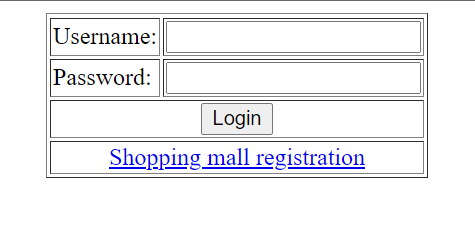 Username:
Password:
Login
Shopping mall registration